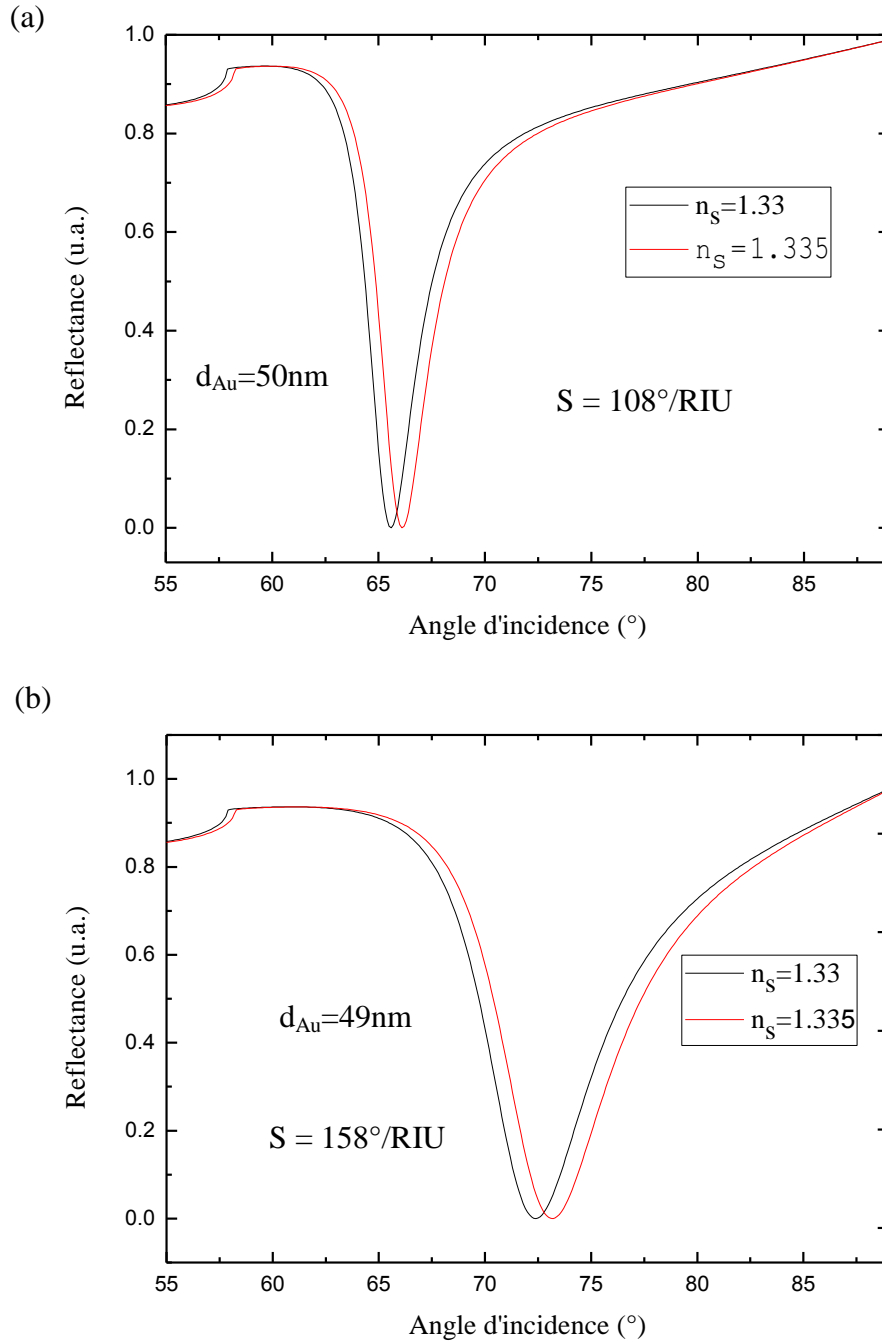 (a)
1.0
0.8
0.6
0.4
0.2
0.0
Reflectance (u.a.)
n_s=1.33
n_s=1.335
d_Au=50nm
S = 108°/RIU
55 60 65 70 75 80 85
Angle d'incidence (°)
(b)
1.0
0.8
0.6
0.4
0.2
0.0
Reflectance (u.a.)
n_s=1.33
n_s=1.335
d_Au=49nm
S = 158°/RIU
55 60 65 70 75 80 85
Angle d'incidence (°)